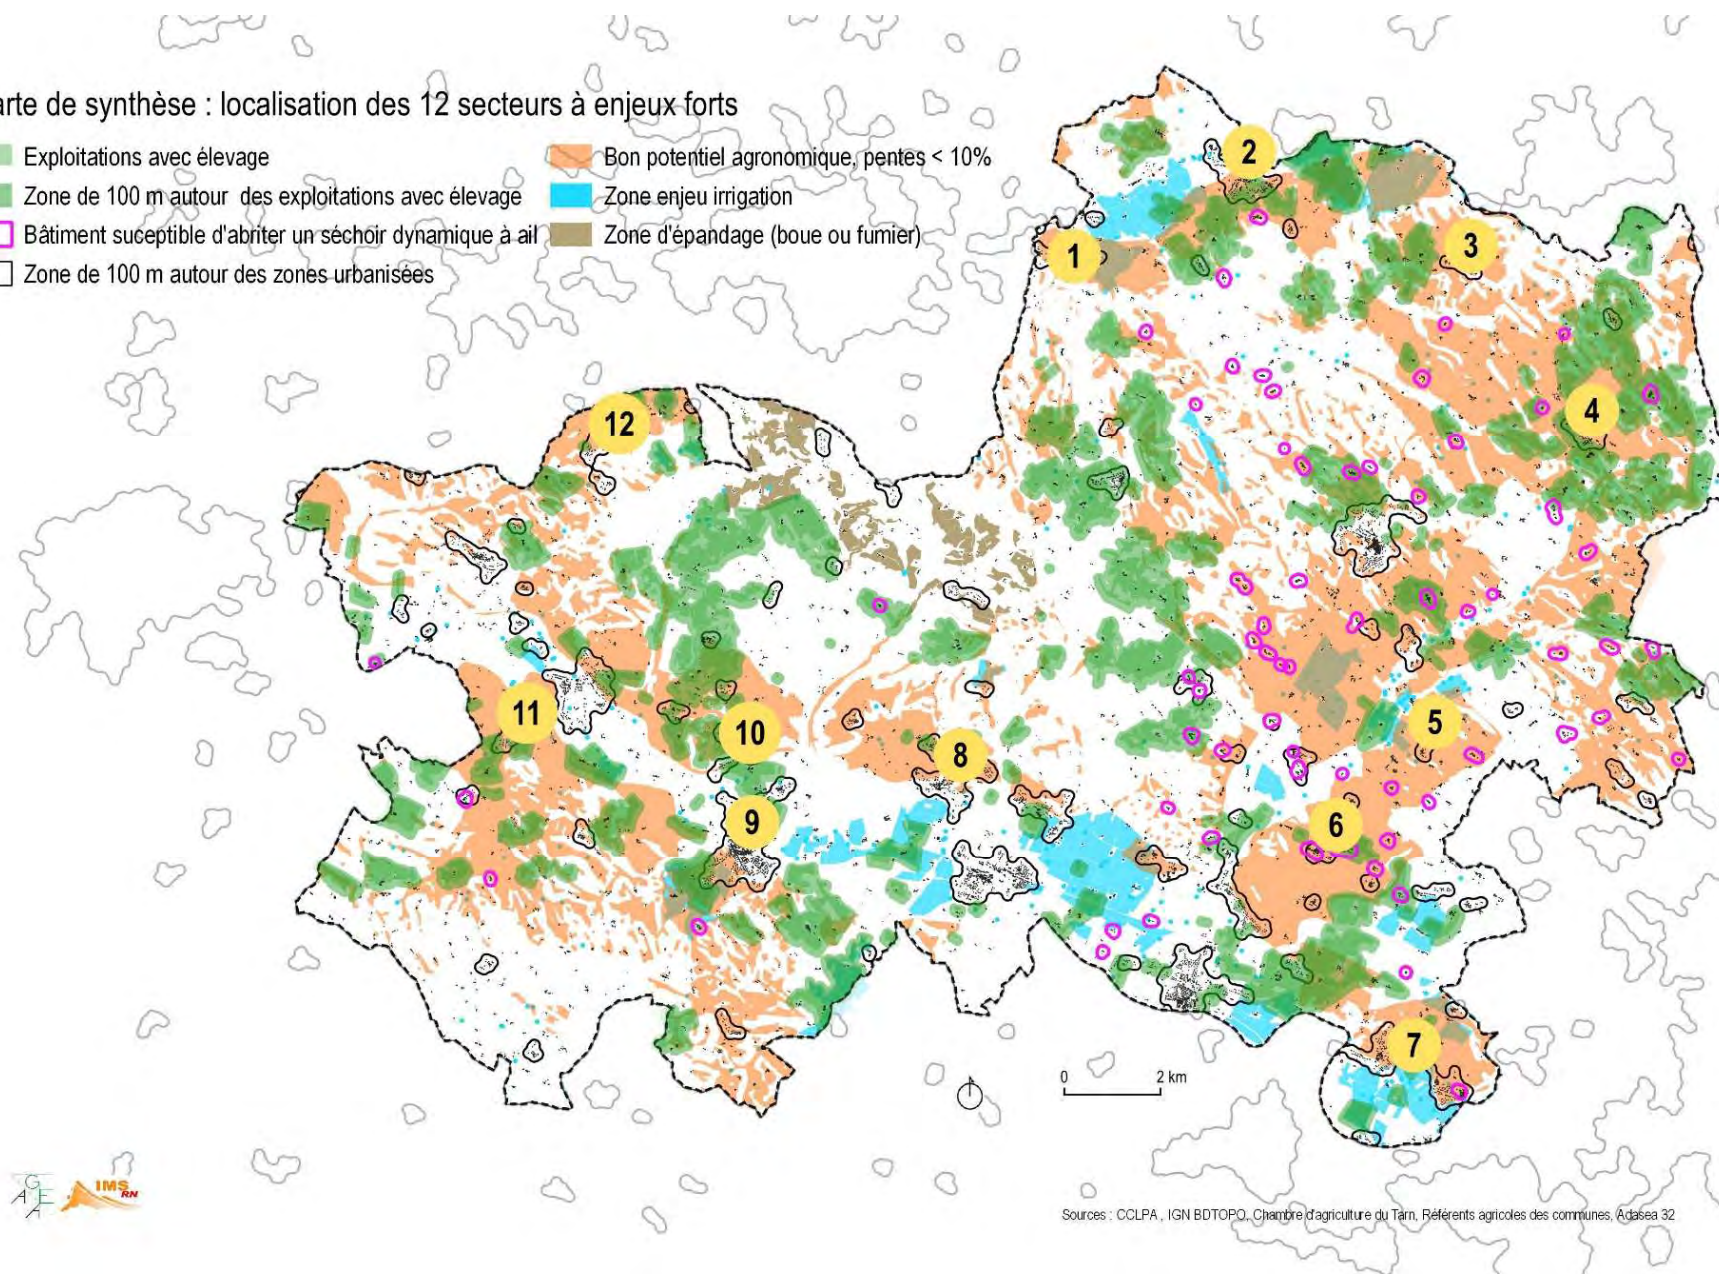 arte de synthèse : localisation des 12 secteurs à enjeux forts
Exploitations avec élevage
Zone de 100 m autour des exploitations avec élevage
Bâtiment suceptible d'abriter un séchoir dynamique à ail
Zone de 100 m autour des zones urbanisées
Bon potentiel agronomique, pentes < 10%
Zone enjeu irrigation
Zone d'épandage (boue ou fumier)
2
3
1
4
12
11
10
5
8
9
6
7
0 2 km
G
A E
A
IMS
RN
Sources : CCLPA , IGN BDTOPO, Chambre d'agriculture du Tarn, Référents agricoles des communes, Adasea 32